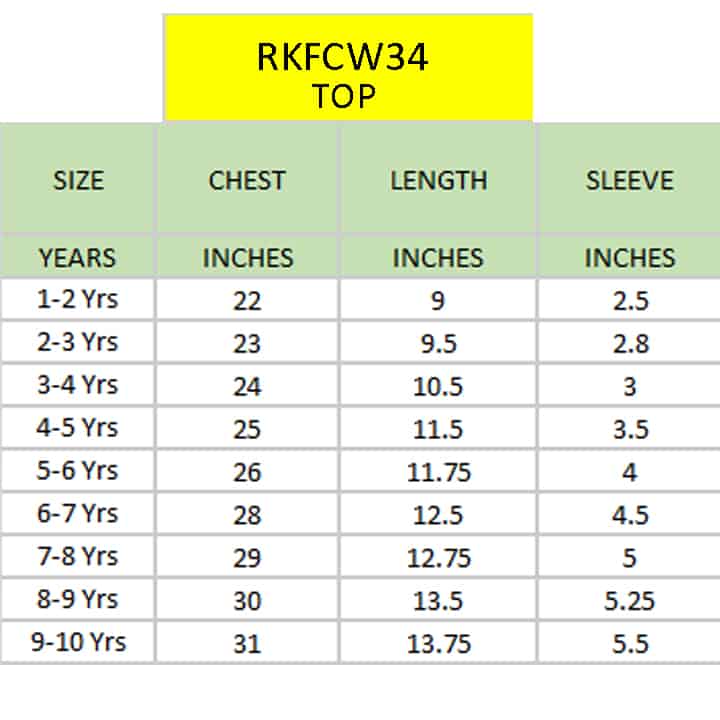 RKFCW34
TOP
SIZE CHEST LENGTH SLEEVE
YEARS INCHES INCHES INCHES
1-2 Yrs 22 9 2.5
2-3 Yrs 23 9.5 2.8
3-4 Yrs 24 10.5 3
4-5 Yrs 25 11.5 3.5
5-6 Yrs 26 11.75 4
6-7 Yrs 28 12.5 4.5
7-8 Yrs 29 12.75 5
8-9 Yrs 30 13.5 5.25
9-10 Yrs 31 13.75 5.5